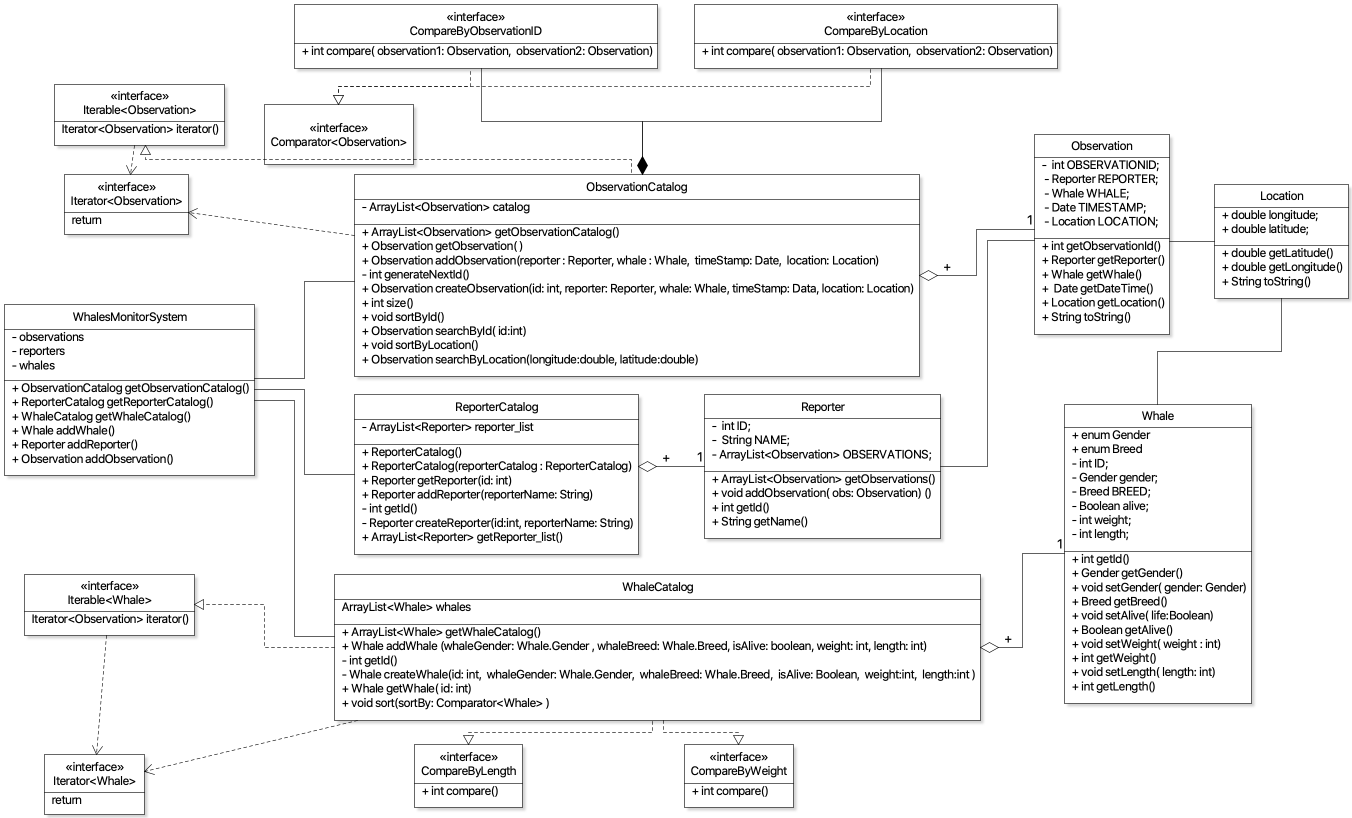 «interface»
CompareByObservationID
+ int compare( observation1: Observation,  observation2: Observation)
«interface»
CompareByLocation
+ int compare( observation1: Observation,  observation2: Observation)
«interface»
Iterable<Observation>
Iterator<Observation> iterator()
«interface»
Comparator<Observation>
«interface»
Iterator<Observation>
return
ObservationCatalog
- ArrayList<Observation> catalog
+ ArrayList<Observation> getObservationCatalog()
+ Observation getObservation( )
+ Observation addObservation(reporter : Reporter, whale : Whale,  timeStamp: Date,  location: Location)
- int generateNextId()
+ Observation createObservation(id: int, reporter: Reporter, whale: Whale, timeStamp: Data, location: Location)
+ int size()
+ void sortById()
+ Observation searchById( id:int)
+ void sortByLocation()
+ Observation searchByLocation(longitude:double, latitude:double)
+
1
Observation
-  int OBSERVATIONID;
- Reporter REPORTER;
- Whale WHALE;
- Date TIMESTAMP;
- Location LOCATION;
+ int getObservationId()
+ Reporter getReporter()
+ Whale getWhale()
+  Date getDateTime()
+ Location getLocation()
+ String toString()
Location
+ double longitude;
+ double latitude;
+ double getLatitude()
+ double getLongitude()
+ String toString()
WhalesMonitorSystem
- observations
- reporters
- whales
+ ObservationCatalog getObservationCatalog()
+ ReporterCatalog getReporterCatalog()
+ WhaleCatalog getWhaleCatalog()
+ Whale addWhale()
+ Reporter addReporter()
+ Observation addObservation()
ReporterCatalog
- ArrayList<Reporter> reporter_list
+ ReporterCatalog()
+ ReporterCatalog(reporterCatalog : ReporterCatalog)
+ Reporter getReporter(id: int)
+ Reporter addReporter(reporterName: String)
- int getId()
- Reporter createReporter(id:int, reporterName: String)
+ ArrayList<Reporter> getReporter_list()
+
1
Reporter
-  int ID;
-  String NAME;
- ArrayList<Observation> OBSERVATIONS;
+ ArrayList<Observation> getObservations()
+ void addObservation( obs: Observation) ()
+ int getId()
+ String getName()
Whale
+ enum Gender
+ enum Breed
- int ID;
- Gender gender;
- Breed BREED;
- Boolean alive;
- int weight;
- int length;
+ int getId()
+ Gender getGender()
+ void setGender( gender: Gender)
+ Breed getBreed()
+ void setAlive( life:Boolean)
+ Boolean getAlive()
+ void setWeight( weight : int)
+ int getWeight()
+ void setLength( length: int)
+ int getLength()
1
+
«interface»
Iterable<Whale>
Iterator<Observation> iterator()
WhaleCatalog
ArrayList<Whale> whales
+ ArrayList<Whale> getWhaleCatalog()
+ Whale addWhale (whaleGender: Whale.Gender , whaleBreed: Whale.Breed, isAlive: boolean, weight: int, length: int)
- int getId()
- Whale createWhale(id: int,  whaleGender: Whale.Gender,  whaleBreed: Whale.Breed,  isAlive: Boolean,  weight:int,  length:int )
+ Whale getWhale( id: int)
+ void sort(sortBy: Comparator<Whale> )
«interface»
Iterator<Whale>
return
«interface»
CompareByLength
+ int compare()
«interface»
CompareByWeight
+ int compare()